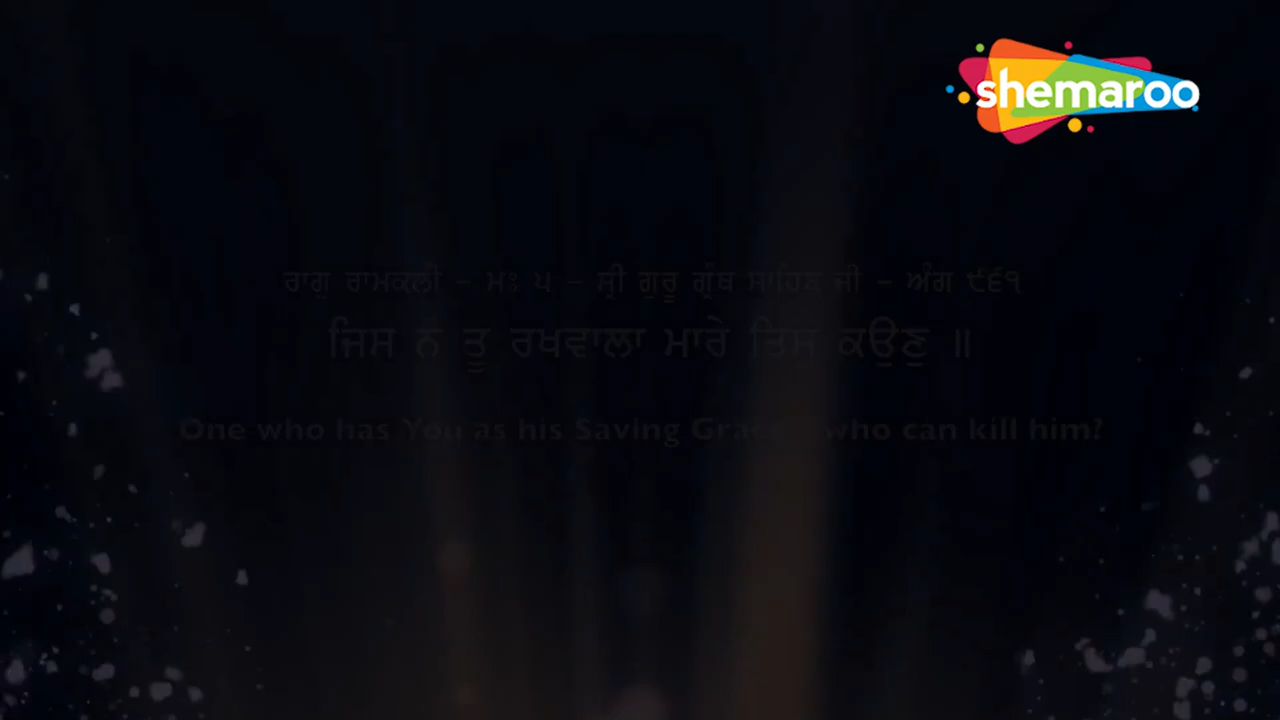 shemaroo
ਰਾਗੁ ਰਾਮਕਲੀ – ਮਃ ੫ – ਸ੍ਰੀ ਗੁਰੂ ਗ੍ਰੰਥ ਸਾਹਿਬ ਜੀ – ਅੰਗ ੯੬੧
ਜਿਸ ਨ ਤੂ ਰਖਵਾਲਾ ਮਾਰੇ ਤਿਸ ਕਉਣੁ ॥
One who has You as his Saving Grace - who can kill him?